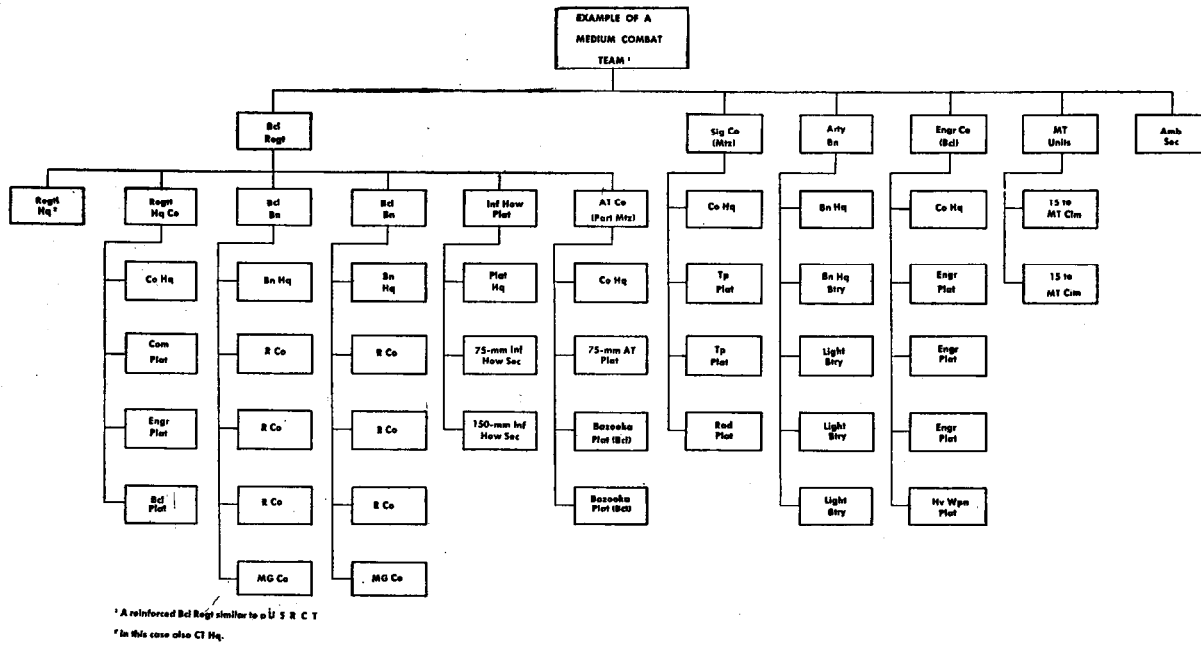 EXAMPLE OF A
MEDIUM COMBAT
TEAM ¹
Bcl
Regt
Sig Co
(Mtz)
Arty
Bn
Engr Co
(Bcl)
MT
Units
Amb
Sec
Regtl
Hq ²
Regtl
Hq Co
Bcl
Bn
Bcl
Bn
Inf How
Plat
AT Co
(Part Mtz)
Co Hq
Com
Plat
Engr
Plat
Bcl
Plat
Bn Hq
R Co
R Co
R Co
MG Co
Bn
Hq
R Co
R Co
R Co
MG Co
Plat
Hq
75-mm Inf
How Sec
150-mm Inf
How Sec
Co Hq
75-mm AT
Plat
Bazooka
Plat (Bcl)
Bazooka
Plat (Bcl)
Co Hq
Tp
Plat
Tp
Plat
Rad
Plat
Bn Hq
Bn Hq
Btry
Light
Btry
Light
Btry
Light
Btry
Co Hq
Engr
Plat
Engr
Plat
Engr
Plat
Hv Wpn
Plat
15 to
MT Clm
15 to
MT Clm
¹ A reinforced Bcl Regt similar to a U S R C T
² In this case also CT Hq.